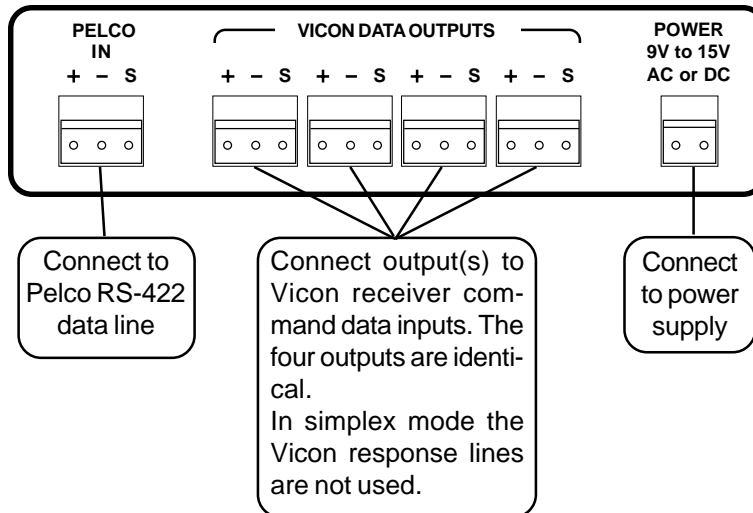 PELCO
IN
+ – S
VICON DATA OUTPUTS
+ – S + – S + – S + – S
POWER
9V to 15V
AC or DC
Connect to
Pelco RS-422
data line
Connect output(s) to
Vicon receiver com-
mand data inputs. The
four outputs are identi-
cal.
In simplex mode the
Vicon response lines
are not used.
Connect
to power
supply